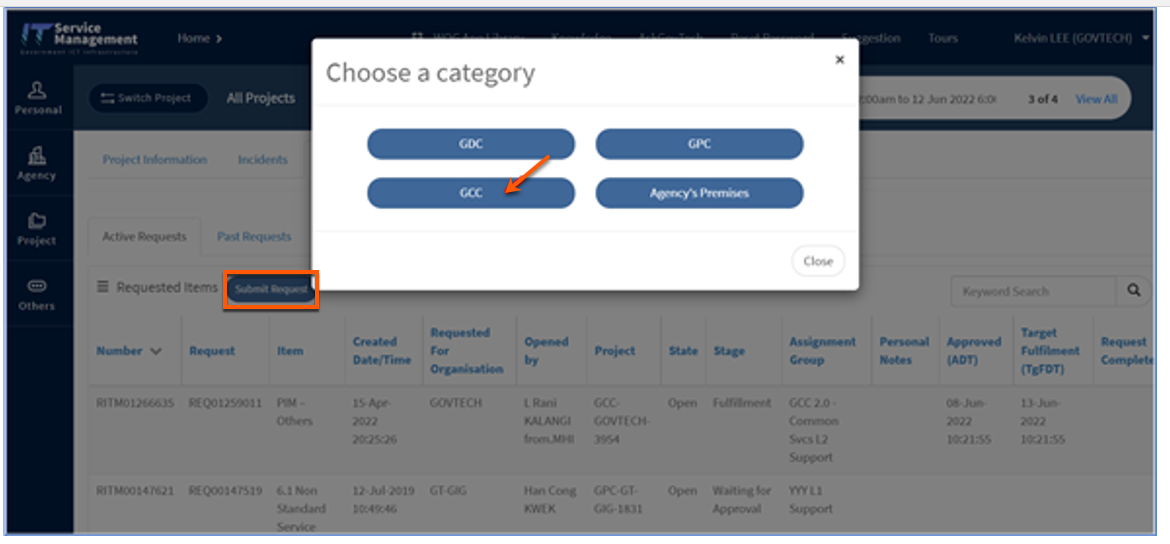 IT Service Management
Government ICT Infrastructure
Home
WOG App Library Knowledge AskGovTech Reset Password Suggestion Tours
Kelvin LEE (GOVTECH)
Personal
Agency
Project
Others
Switch Project
All Projects
:00am to 12 Jun 2022 6:0
3 of 4
View All
Project Information
Incidents
Choose a category
×
GDC
GPC
GCC
Agency's Premises
Close
Active Requests
Past Requests
Requested Items
Submit Request
Keyword Search
Number
Request
Item
Created Date/Time
Requested For Organisation
Opened by
Project
State
Stage
Assignment Group
Personal Notes
Approved (ADT)
Target Fulfilment (TgFDT)
Request Complete
RITM01266635
REQ01259011
PIM – Others
15-Apr-2022 20:25:26
GOVTECH
L Rani KALANGI from.MHI
GCC-GOVTECH-3954
Open
Fulfillment
GCC 2.0 - Common Svcs L2 Support
08-Jun-2022 10:21:55
13-Jun-2022 10:21:55
RITM00147621
REQ00147519
6.1 Non Standard Service
12-Jul-2019 10:49:46
GT-GIG
Han Cong KWEK
GPC-GT-GIG-1831
Open
Waiting for Approval
YYY L1 Support